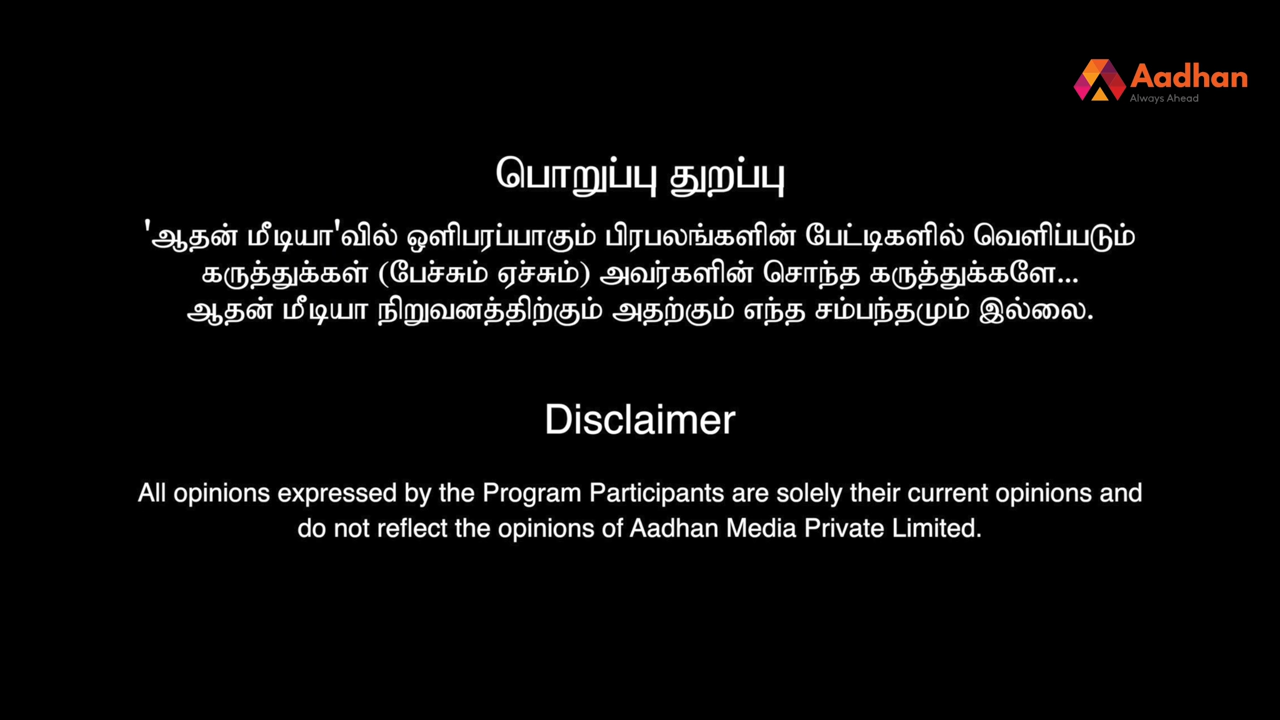 Aadhan
Always Ahead
பொறுப்பு துறப்பு
'ஆதன் மீடியா'வில் ஒளிபரப்பாகும் பிரபலங்களின் பேட்டிகளில் வெளிப்படும்
கருத்துக்கள் (பேச்சும் ஏச்சும்) அவர்களின் சொந்த கருத்துக்களே...
ஆதன் மீடியா நிறுவனத்திற்கும் அதற்கும் எந்த சம்பந்தமும் இல்லை.
Disclaimer
All opinions expressed by the Program Participants are solely their current opinions and
do not reflect the opinions of Aadhan Media Private Limited.